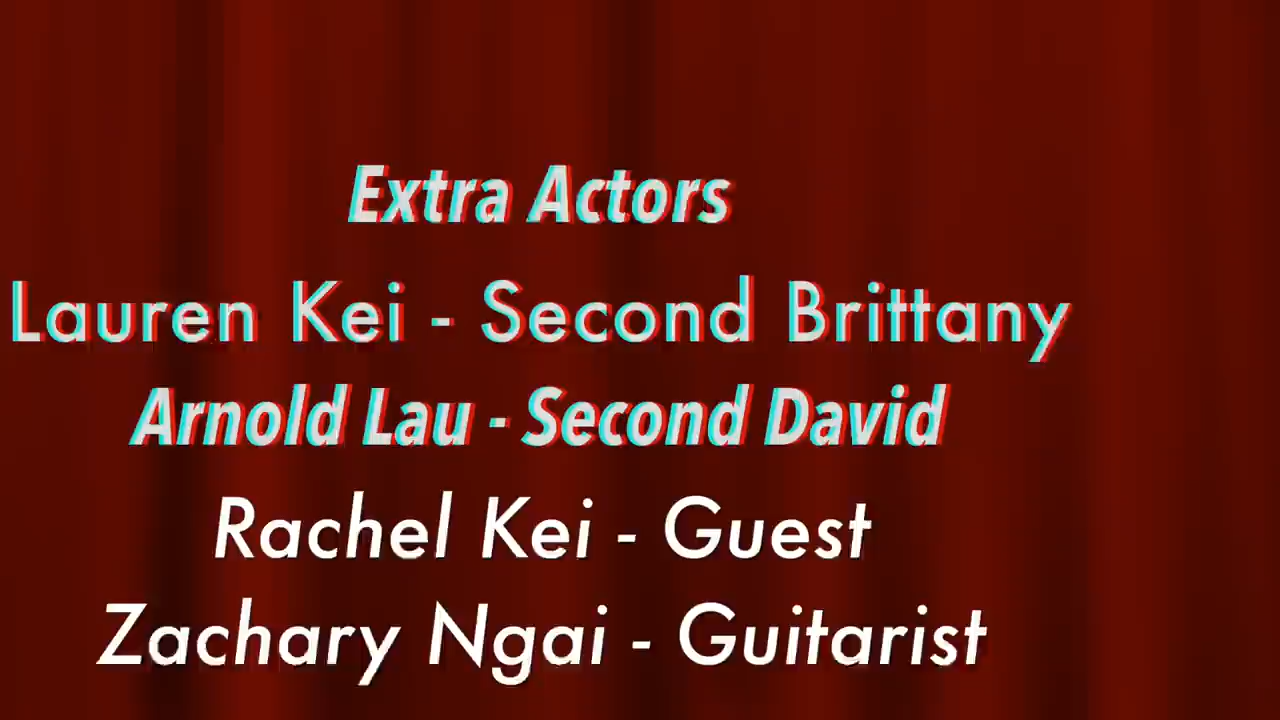 Extra Actors
Lauren Kei - Second Brittany
Arnold Lau - Second David
Rachel Kei - Guest
Zachary Ngai - Guitarist